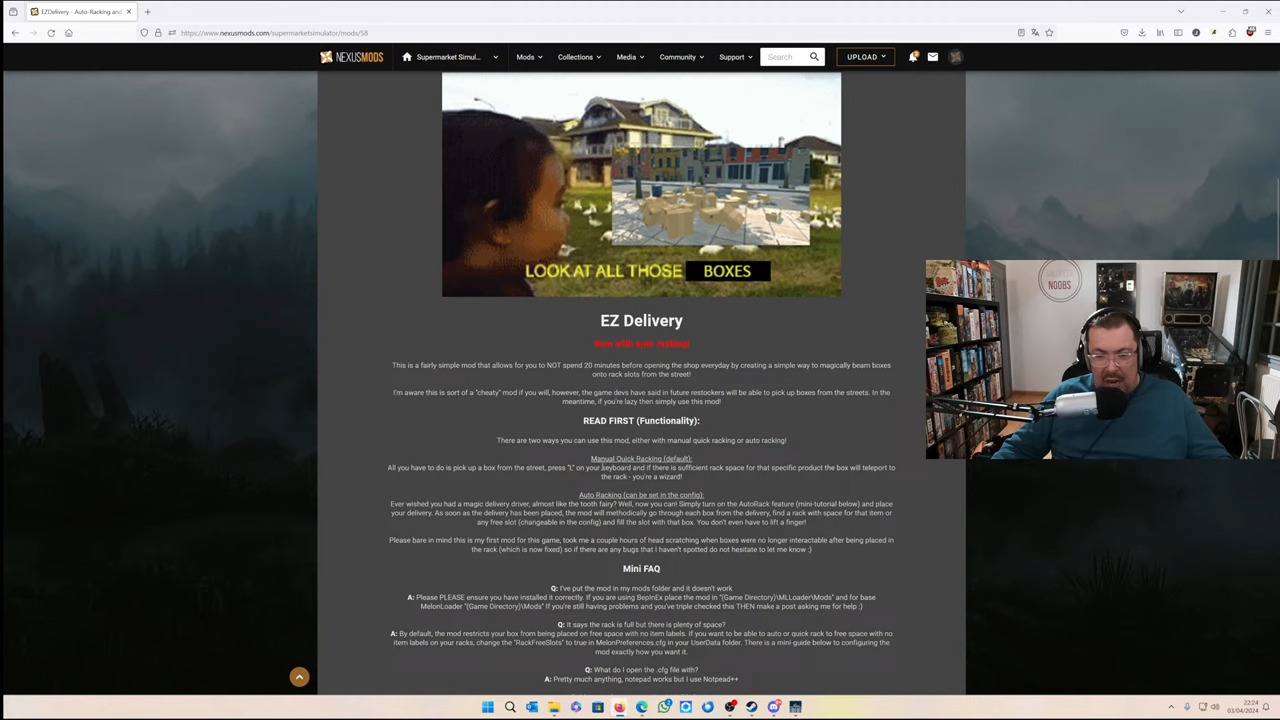 EZDelivery - Auto-Racking and
https://www.nexusmods.com/supermarketsimulator/mods/58
NEXUSMODS
Supermarket Simul...
Mods
Collections
Media
Community
Support
Search
UPLOAD
LOOK AT ALL THOSE BOXES
NOOBS
EZ Delivery
Now with auto racking!
This is a fairly simple mod that allows for you to NOT spend 20 minutes before opening the shop everyday by creating a simple way to magically beam boxes
onto rack slots from the street!
I'm aware this is sort of a "cheaty" mod if you will, however, the game devs have said in future restockers will be able to pick up boxes from the streets. In the
meantime, if you're lazy then simply use this mod!
READ FIRST (Functionality):
There are two ways you can use this mod, either with manual quick racking or auto racking!
Manual Quick Racking (default):
All you have to do is pick up a box from the street, press "L" on your keyboard and if there is sufficient rack space for that specific product the box will teleport to
the rack - you're a wizard!
Auto Racking (can be set in the config):
Ever wished you had a magic delivery driver, almost like the tooth fairy? Well, now you can! Simply turn on the AutoRack feature (mini-tutorial below) and place
your delivery. As soon as the delivery has been placed, the mod will methodically go through each box from the delivery, find a rack with space for that item or
any free slot (changeable in the config) and fill the slot with that box. You don't even have to lift a finger!
Please bare in mind this is my first mod for this game, took me a couple hours of head scratching when boxes were no longer interactable after being placed in
the rack (which is now fixed) so if there are any bugs that I haven't spotted do not hesitate to let me know :)
Mini FAQ
Q: I've put the mod in my mods folder and it doesn't work
A: Please PLEASE ensure you have installed it correctly. If you are using BepInEx place the mod in "{Game Directory}\MLLoader\Mods" and for base
MelonLoader "{Game Directory}\Mods" If you're still having problems and you've triple checked this THEN make a post asking me for help :)
Q: It says the rack is full but there is plenty of space?
A: By default, the mod restricts your box from being placed on free space with no item labels. If you want to be able to auto or quick rack to free space with no
item labels on your racks, change the "RackFreeSlots" to true in MelonPreferences.cfg in your UserData folder. There is a mini guide below to configuring the
mod exactly how you want it.
Q: What do I open the .cfg file with?
A: Pretty much anything, notepad works but I use Notpead++
22:24
03/04/2024